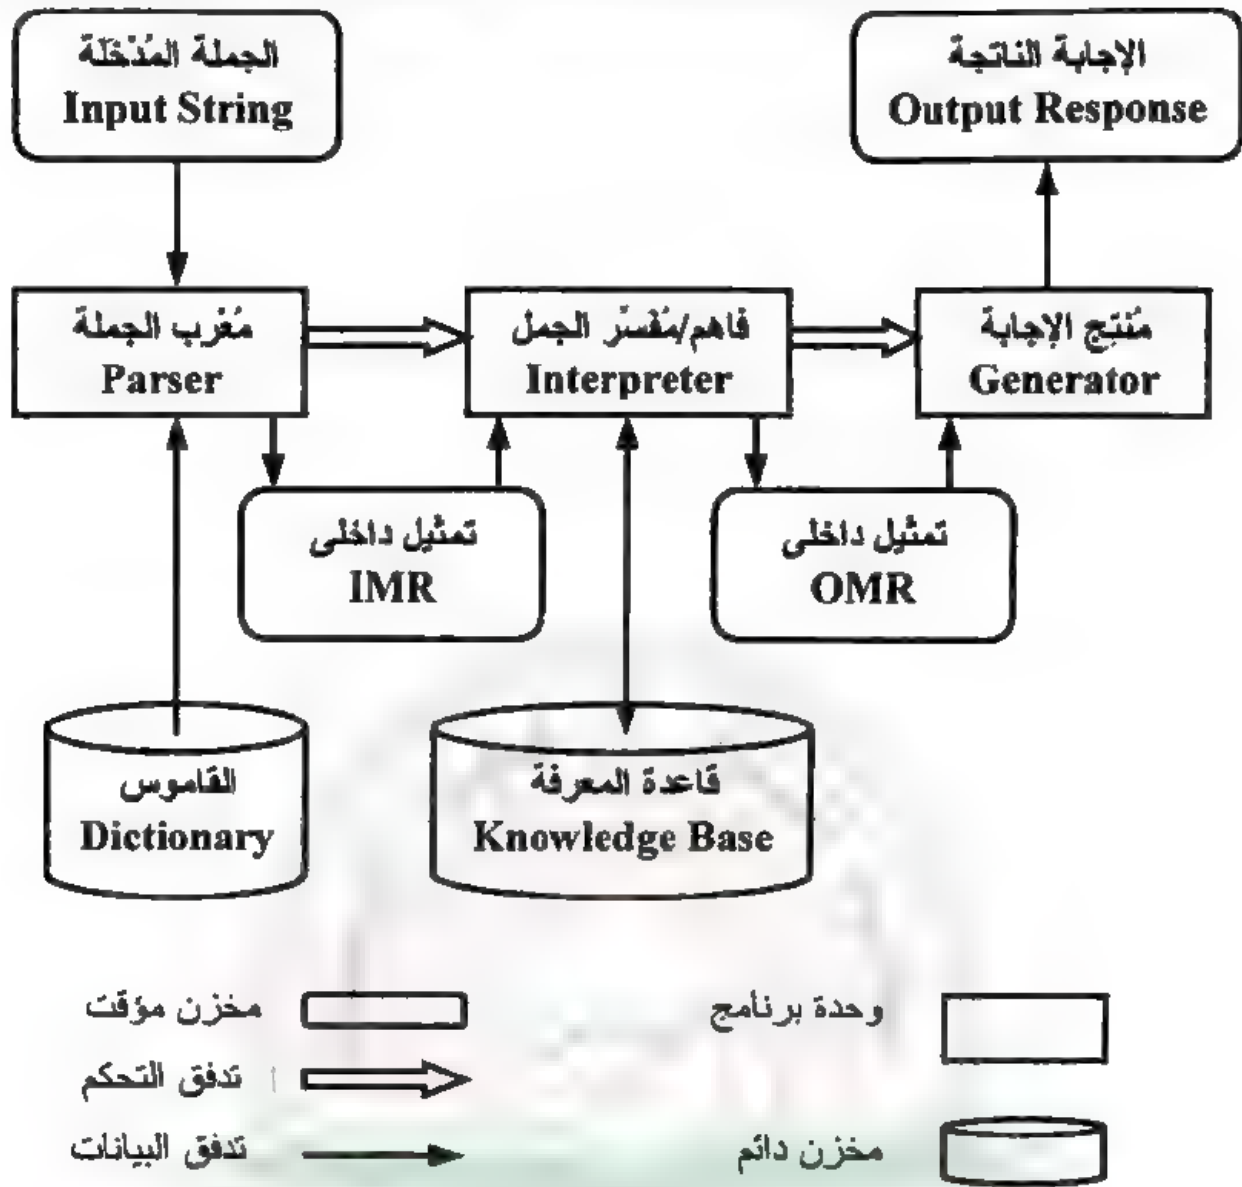 الجملة المُدْخَلَة
Input String
الإجابة الناتجة
Output Response
مُعْرِب الجملة
Parser
فاهم/مُفسِّر الجمل
Interpreter
مُنتِج الإجابة
Generator
تمثيل داخلى
IMR
تمثيل داخلى
OMR
القاموس
Dictionary
قاعدة المعرفة
Knowledge Base
مخزن مؤقت
وحدة برنامج
تدفق التحكم
تدفق البيانات
مخزن دائم